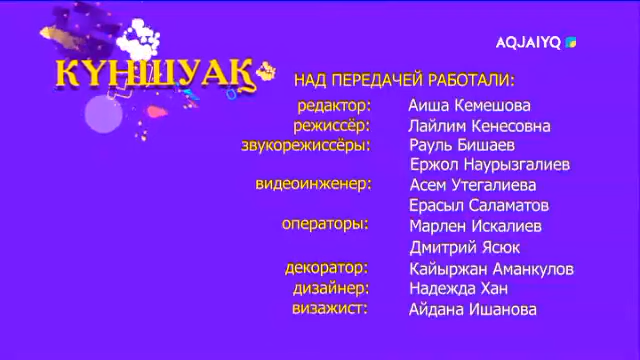 AQJAIYQ
КҮНШУАҚ
НАД ПЕРЕДАЧЕЙ РАБОТАЛИ:
редактор: Аиша Кемешова
режиссёр: Лайлим Кенесовна
звукорежиссёры: Рауль Бишаев
Ержол Наурызгалиев
видеоинженер: Асем Утегалиева
Ерасыл Саламатов
операторы: Марлен Искалиев
Дмитрий Ясюк
декоратор: Кайыржан Аманкулов
дизайнер: Надежда Хан
визажист: Айдана Ишанова